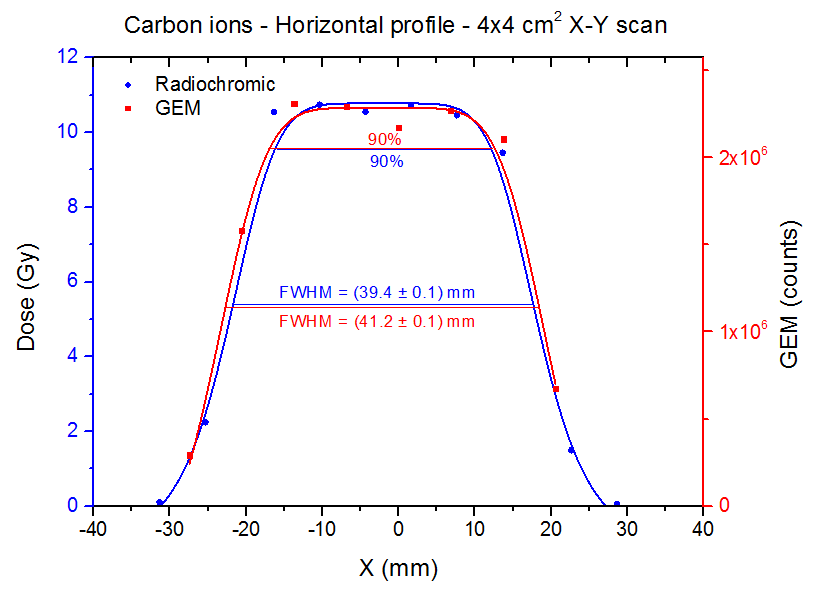 Carbon ions - Horizontal profile - 4x4 cm² X-Y scan
12
10
8
6
4
2
0
Dose (Gy)
Radiochromic
GEM
90%
90%
FWHM = (39.4 ± 0.1) mm
FWHM = (41.2 ± 0.1) mm
2x10⁶
1x10⁶
0
GEM (counts)
-40 -30 -20 -10 0 10 20 30 40
X (mm)